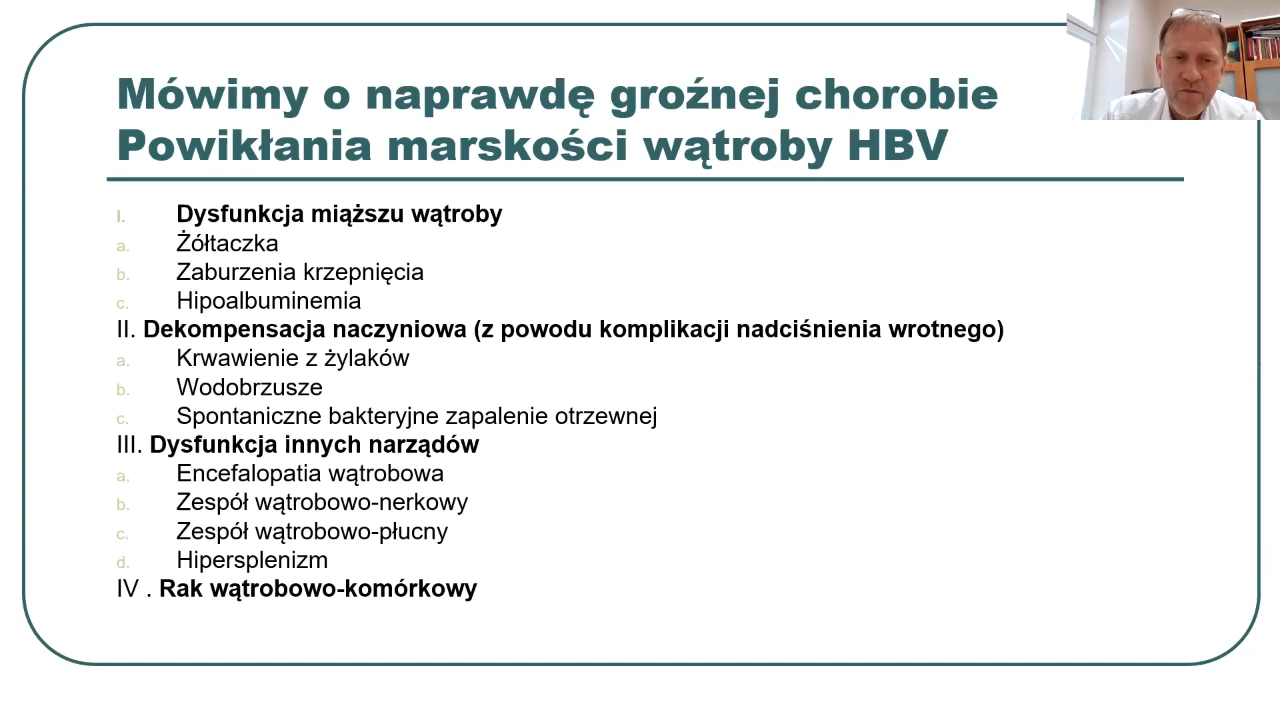 Mówimy o naprawdę groźnej chorobie
Powikłania marskości wątroby HBV
I. Dysfunkcja miąższu wątroby
a. Żółtaczka
b. Zaburzenia krzepnięcia
c. Hipoalbuminemia
II. Dekompensacja naczyniowa (z powodu komplikacji nadciśnienia wrotnego)
a. Krwawienie z żylaków
b. Wodobrzusze
c. Spontaniczne bakteryjne zapalenie otrzewnej
III. Dysfunkcja innych narządów
a. Encefalopatia wątrobowa
b. Zespół wątrobowo-nerkowy
c. Zespół wątrobowo-płucny
d. Hipersplenizm
IV . Rak wątrobowo-komórkowy